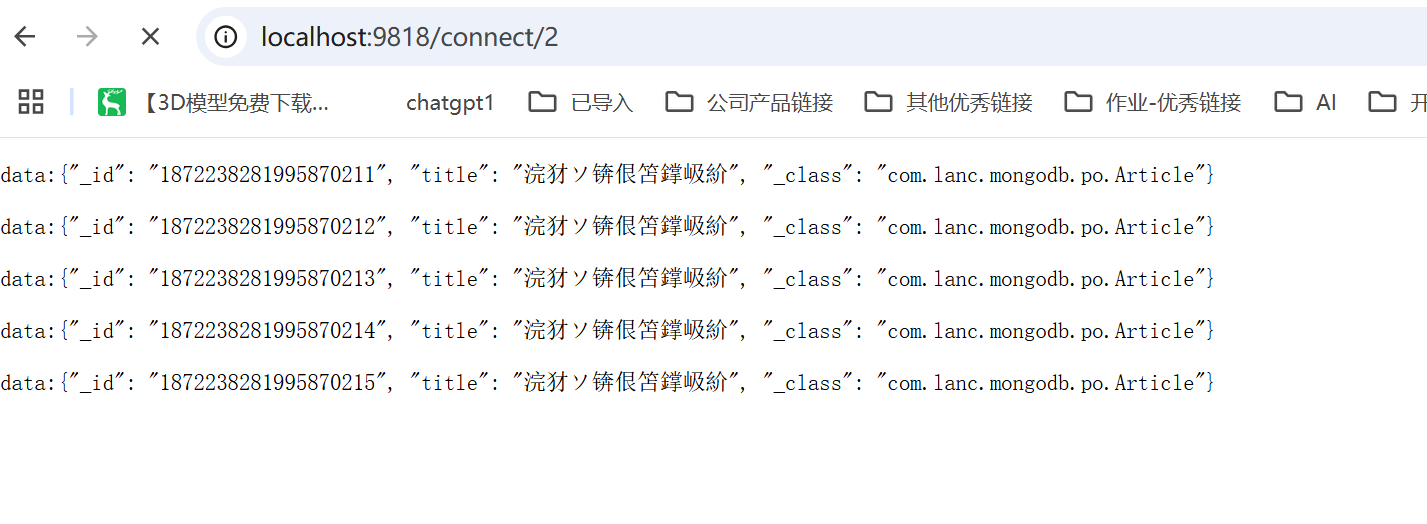 localhost:9818/connect/2
【3D模型免费下载... chatgpt1 已导入 公司产品链接 其他优秀链接 作业-优秀链接 AI 开
data:{"_id": "1872238281995870211", "title": "浣犲ソ锛佷笘鐣岋紒", "_class": "com.lanc.mongodb.po.Article"}
data:{"_id": "1872238281995870212", "title": "浣犲ソ锛佷笘鐣岋紒", "_class": "com.lanc.mongodb.po.Article"}
data:{"_id": "1872238281995870213", "title": "浣犲ソ锛佷笘鐣岋紒", "_class": "com.lanc.mongodb.po.Article"}
data:{"_id": "1872238281995870214", "title": "浣犲ソ锛佷笘鐣岋紒", "_class": "com.lanc.mongodb.po.Article"}
data:{"_id": "1872238281995870215", "title": "浣犲ソ锛佷笘鐣岋紒", "_class": "com.lanc.mongodb.po.Article"}